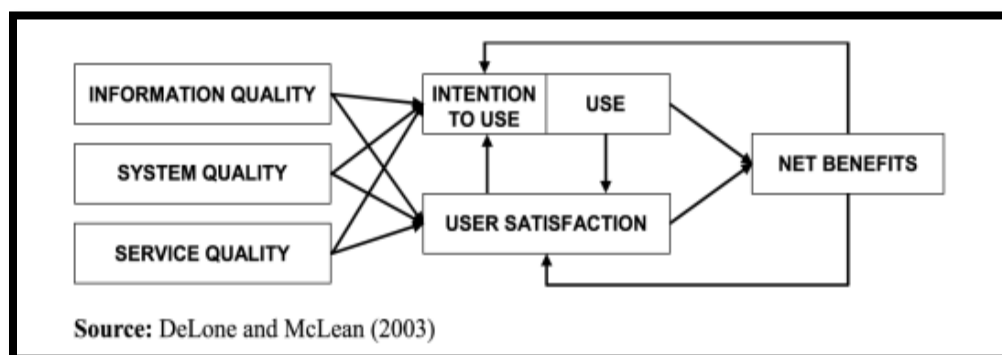 INFORMATION QUALITY
SYSTEM QUALITY
SERVICE QUALITY
INTENTION
TO USE
USE
USER SATISFACTION
NET BENEFITS
Source: DeLone and McLean (2003)